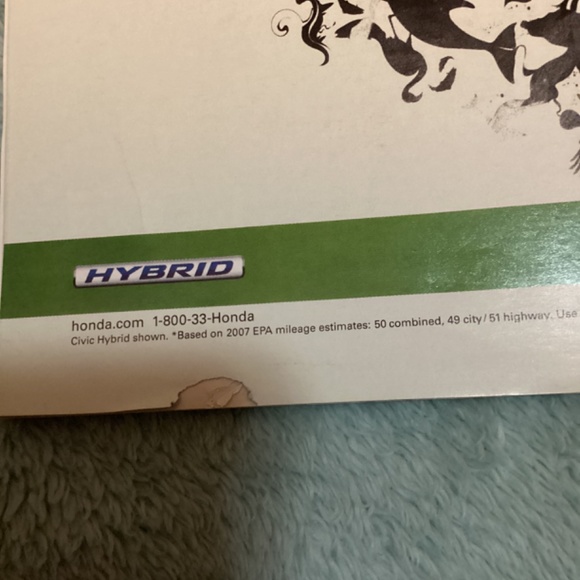 HYBRID
honda.com 1-800-33-Honda
Civic Hybrid shown. *Based on 2007 EPA mileage estimates: 50 combined, 49 city/51 highway. Use